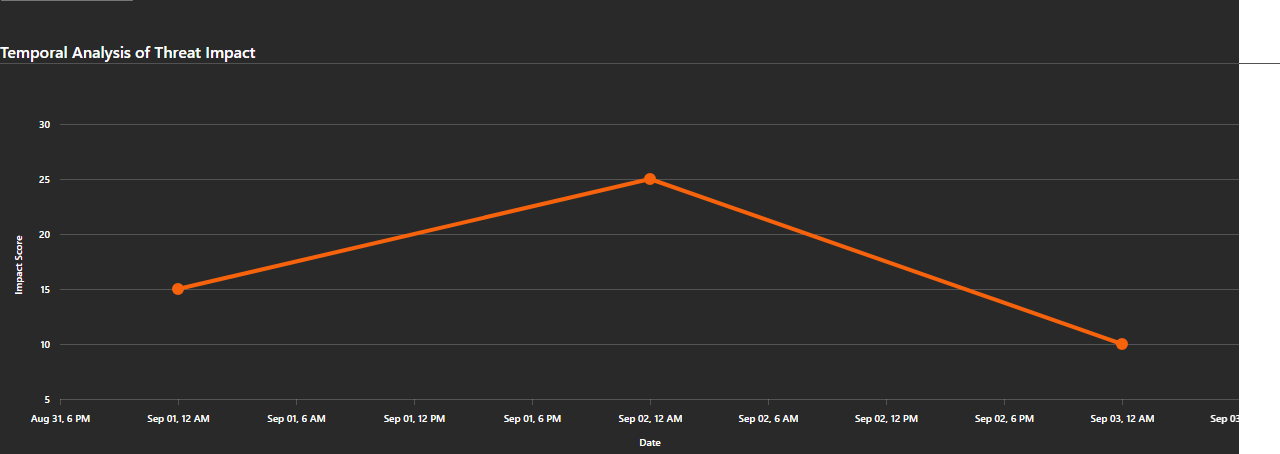 Temporal Analysis of Threat Impact
30
25
20
15
10
5
Impact Score
Aug 31, 6 PM Sep 01, 12 AM Sep 01, 6 AM Sep 01, 12 PM Sep 01, 6 PM Sep 02, 12 AM Sep 02, 6 AM Sep 02, 12 PM Sep 02, 6 PM Sep 03, 12 AM Sep 03
Date